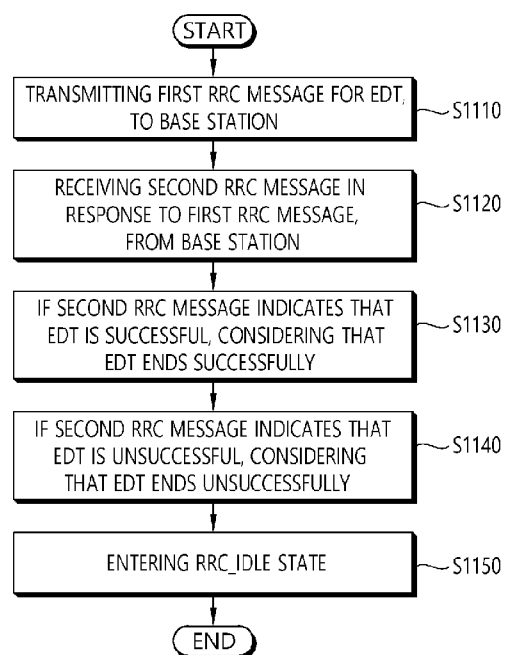 START
TRANSMITTING FIRST RRC MESSAGE FOR EDT,
TO BASE STATION
S1110
RECEIVING SECOND RRC MESSAGE IN
RESPONSE TO FIRST RRC MESSAGE,
FROM BASE STATION
S1120
IF SECOND RRC MESSAGE INDICATES THAT
EDT IS SUCCESSFUL, CONSIDERING THAT
EDT ENDS SUCCESSFULLY
S1130
IF SECOND RRC MESSAGE INDICATES THAT
EDT IS UNSUCCESSFUL, CONSIDERING
THAT EDT ENDS UNSUCCESSFULLY
S1140
ENTERING RRC_IDLE STATE
S1150
END